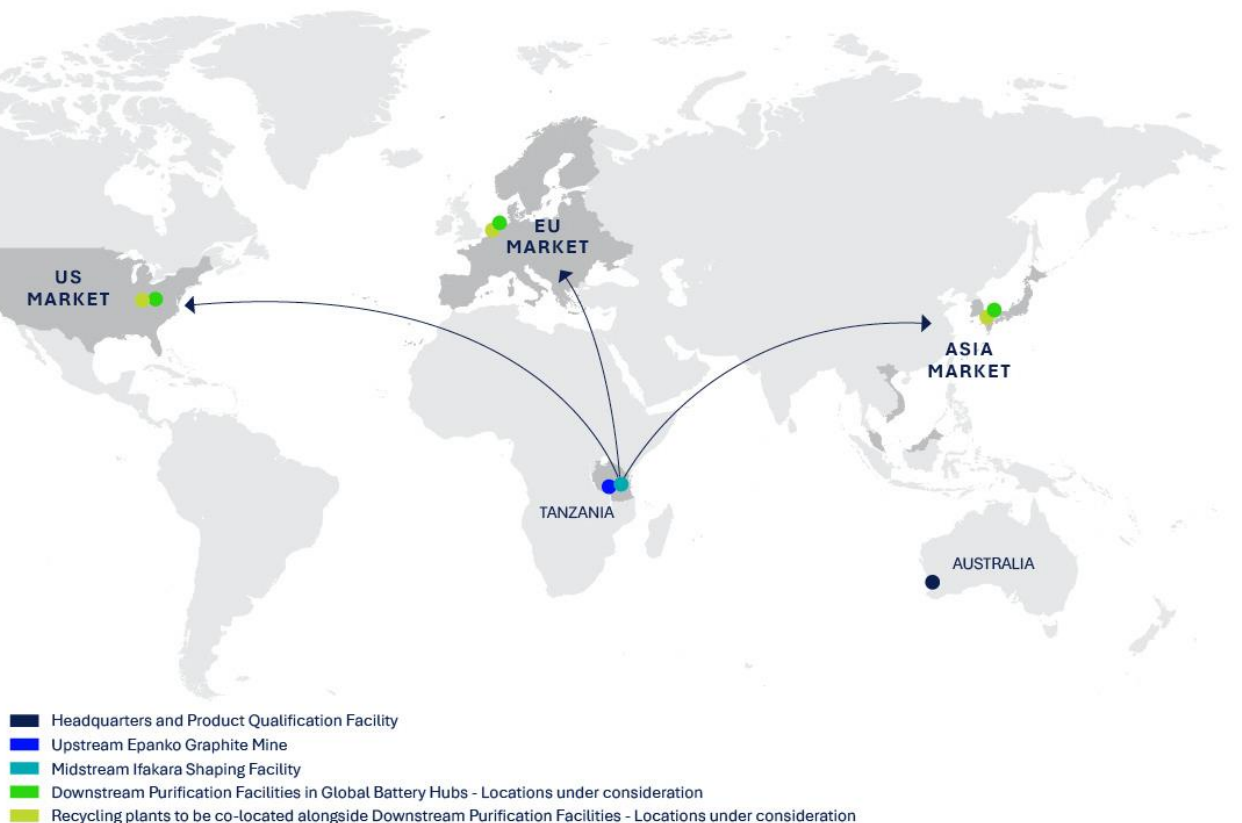 EU
MARKET
US
MARKET
ASIA
MARKET
TANZANIA
AUSTRALIA
Headquarters and Product Qualification Facility
Upstream Epanko Graphite Mine
Midstream Ifakara Shaping Facility
Downstream Purification Facilities in Global Battery Hubs - Locations under consideration
Recycling plants to be co-located alongside Downstream Purification Facilities - Locations under consideration